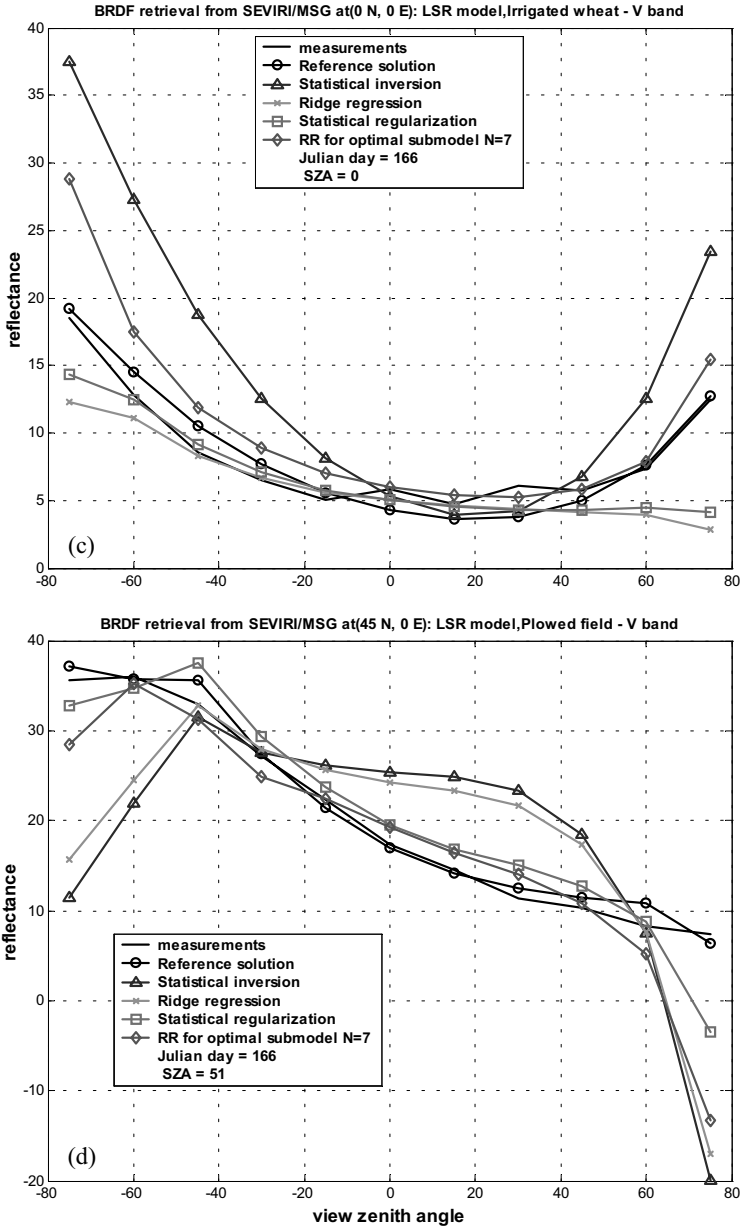 BRDF retrieval from SEVIRI/MSG at(0 N, 0 E): LSR model,Irrigated wheat - V band
40
35
30
25
20
15
10
5
0
reflectance
measurements
Reference solution
Statistical inversion
Ridge regression
Statistical regularization
RR for optimal submodel N=7
Julian day = 166
SZA = 0
(c)
-80 -60 -40 -20 0 20 40 60 80
BRDF retrieval from SEVIRI/MSG at(45 N, 0 E): LSR model,Plowed field - V band
40
30
20
10
0
-10
-20
reflectance
measurements
Reference solution
Statistical inversion
Ridge regression
Statistical regularization
RR for optimal submodel N=7
Julian day = 166
SZA = 51
(d)
-80 -60 -40 -20 0 20 40 60 80
view zenith angle